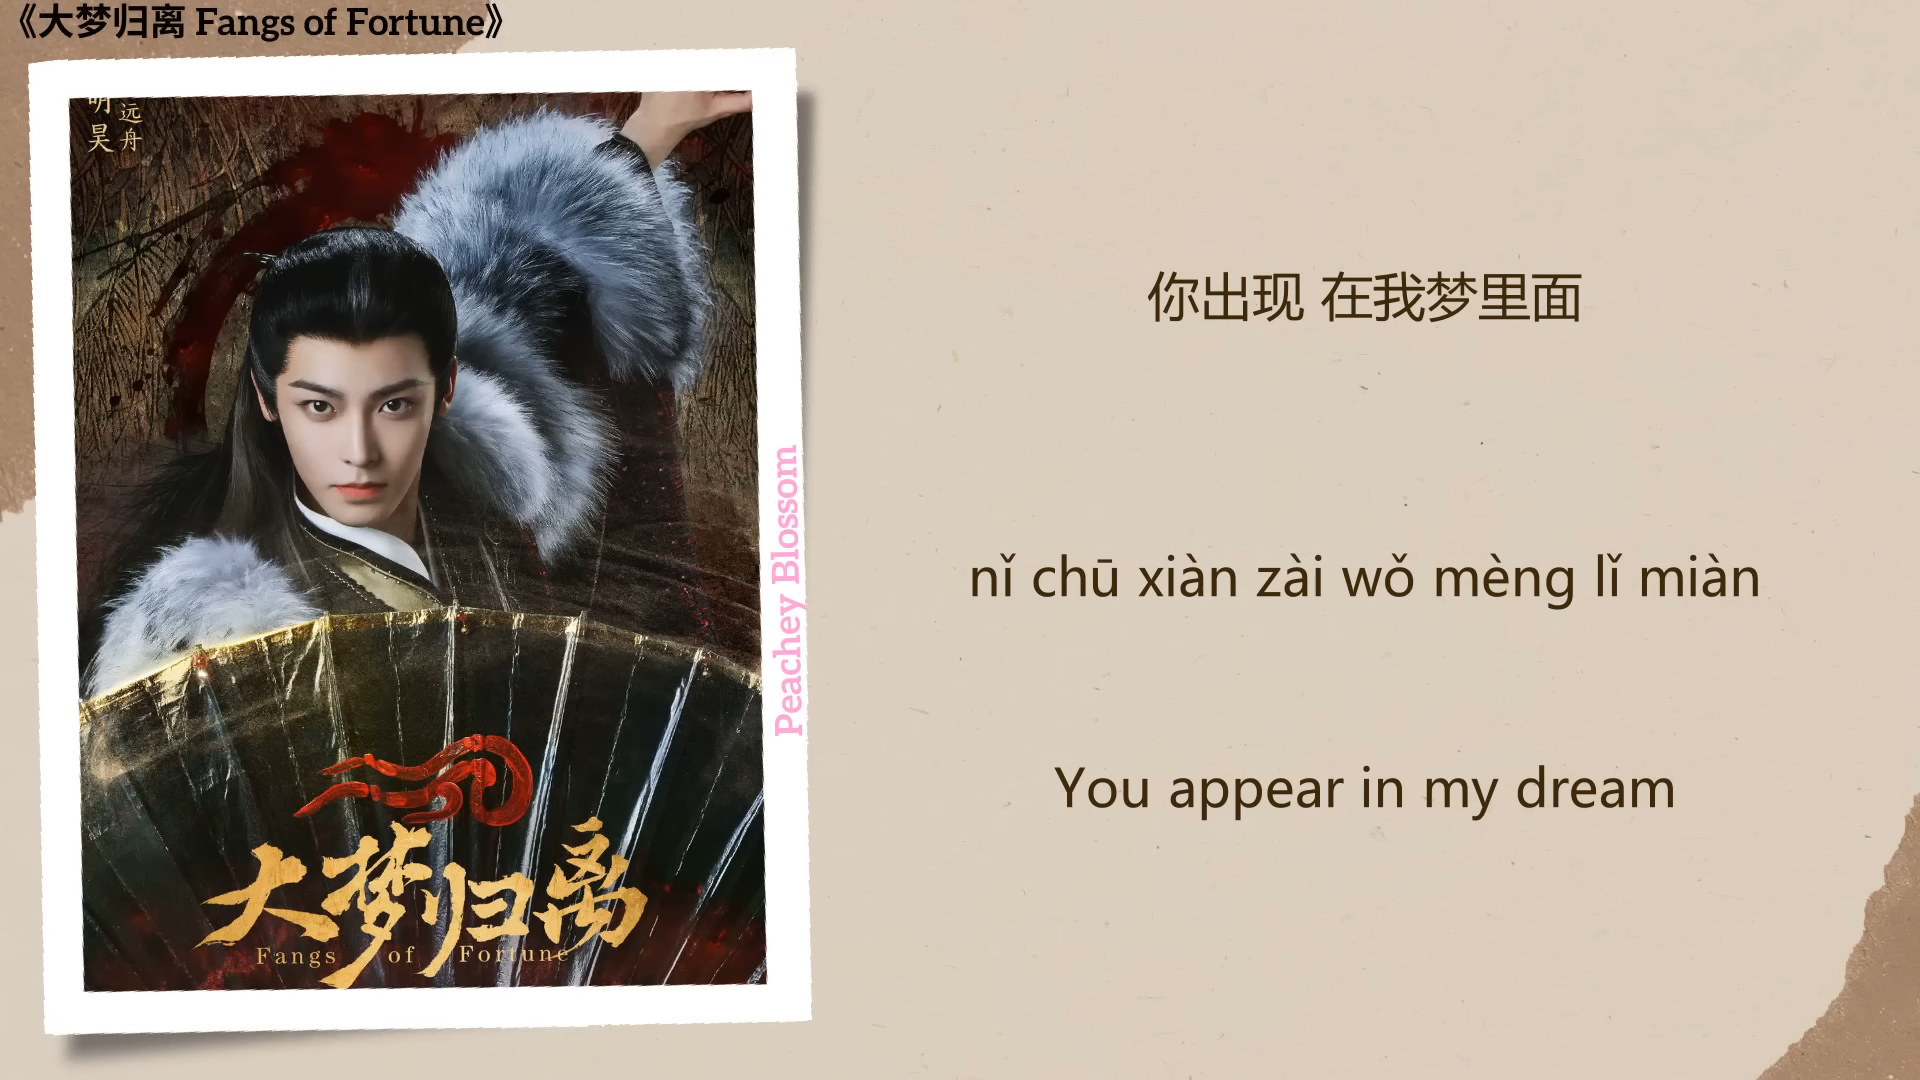 《大梦归离 Fangs of Fortune》
明昊
远舟
你出现 在我梦里面
nǐ chū xiàn zài wǒ mèng lǐ miàn
You appear in my dream
Peachey Blossom
大梦归离
Fangs of Fortune